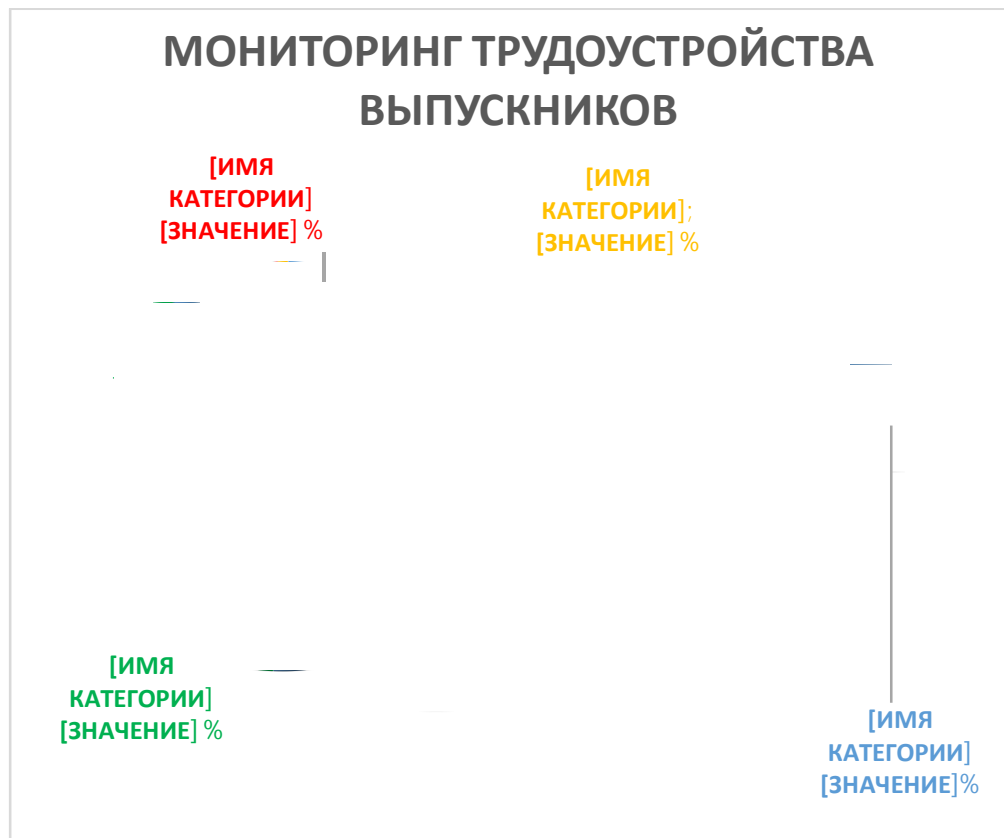 МОНИТОРИНГ ТРУДОУСТРОЙСТВА
ВЫПУСКНИКОВ
[ИМЯ
КАТЕГОРИИ]
[ЗНАЧЕНИЕ] %
[ИМЯ
КАТЕГОРИИ];
[ЗНАЧЕНИЕ] %
[ИМЯ
КАТЕГОРИИ]
[ЗНАЧЕНИЕ] %
[ИМЯ
КАТЕГОРИИ]
[ЗНАЧЕНИЕ]%